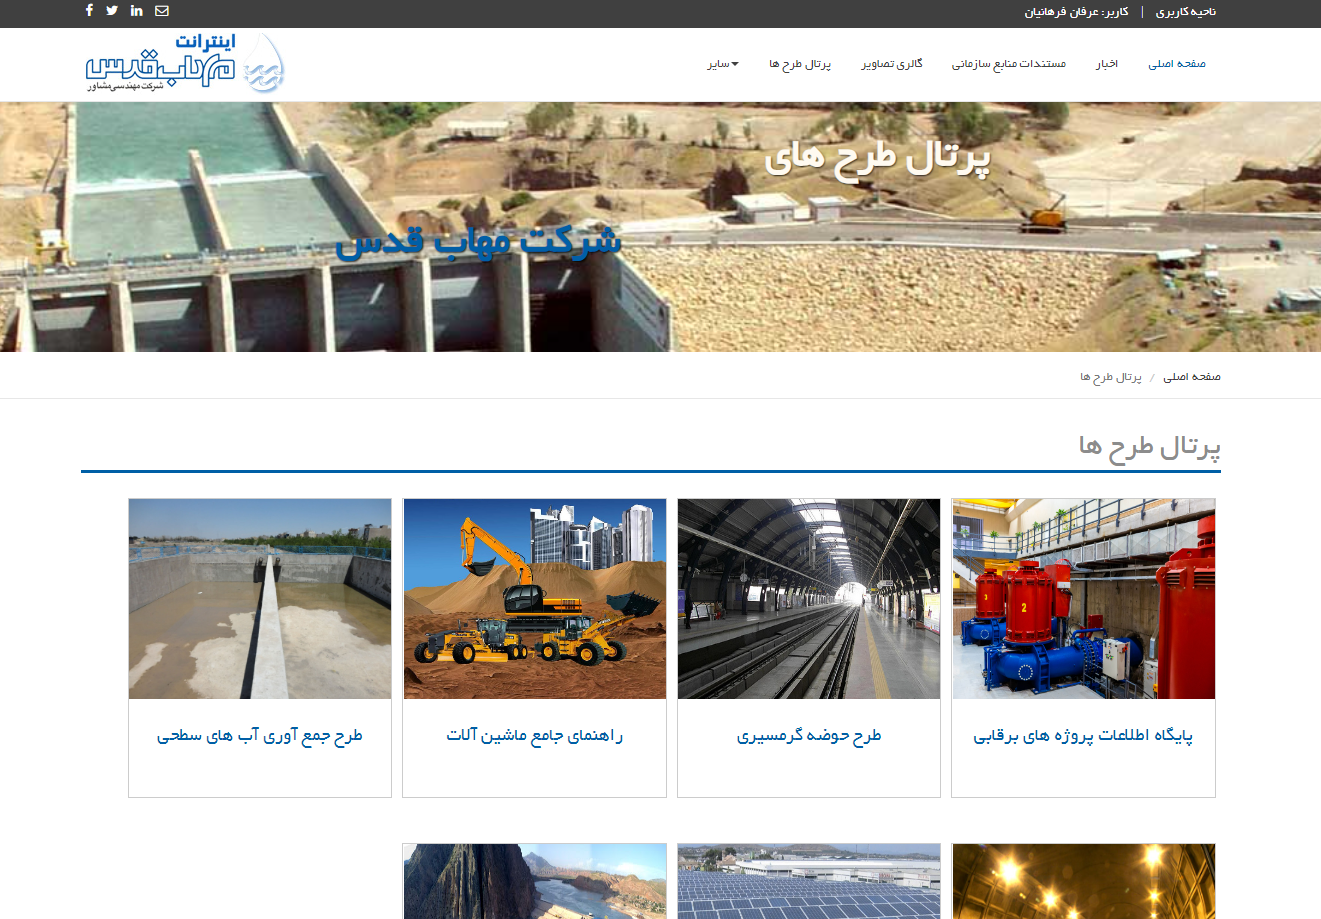 ناحیه کاربری | کاربر: عرفان فرهانیان
اینترانت
مهاب قدس
شرکت مهندسی مشاور
صفحه اصلی
اخبار
مستندات منابع سازمانی
گالری تصاویر
پرتال طرح ها
سایر
پرتال طرح های
شرکت مهاب قدس
صفحه اصلی / پرتال طرح ها
پرتال طرح ها
پایگاه اطلاعات پروژه های برقابی
طرح حوضه گرمسیری
راهنمای جامع ماشین آلات
طرح جمع آوری آب های سطحی
3
2